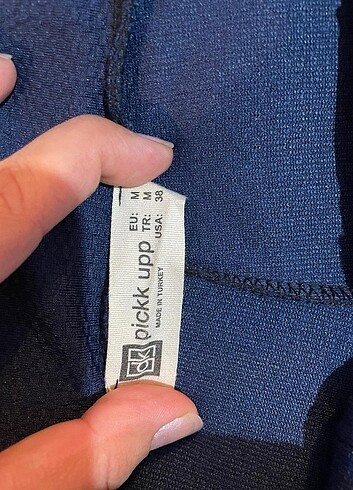 pickk upp
MADE IN TURKEY
EU: M
TR: M
USA: 38